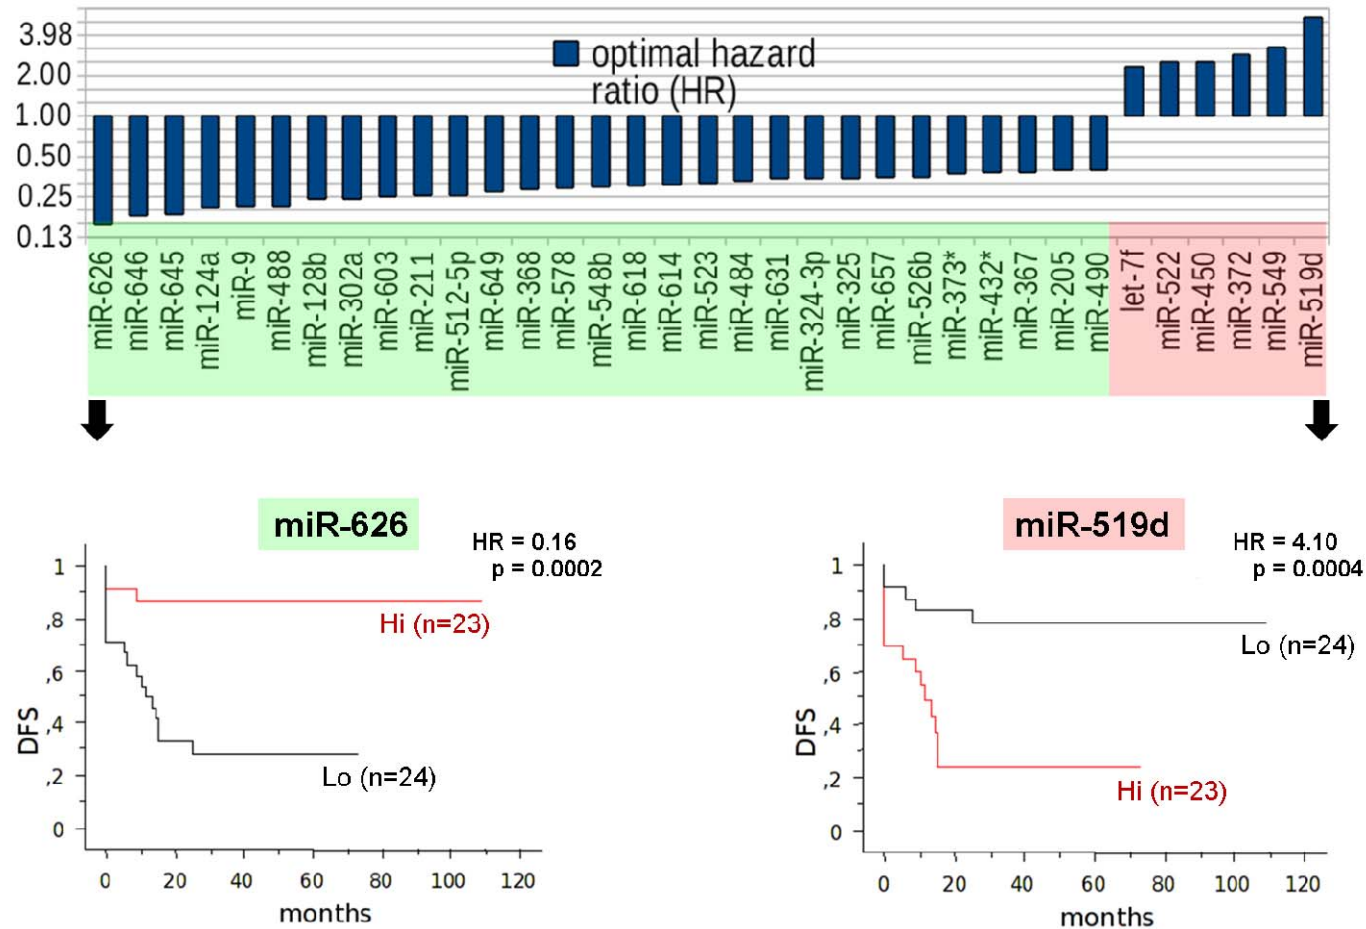 optimal hazard
ratio (HR)
3.98
2.00
1.00
0.50
0.25
0.13
miR-626
miR-646
miR-645
miR-124a
miR-9
miR-488
miR-128b
miR-302a
miR-603
miR-211
miR-512-5p
miR-649
miR-368
miR-578
miR-548b
miR-618
miR-614
miR-523
miR-484
miR-631
miR-324-3p
miR-325
miR-657
miR-526b
miR-373*
miR-432*
miR-367
miR-205
miR-490
let-7f
miR-522
miR-450
miR-372
miR-549
miR-519d
miR-626
HR = 0.16
p = 0.0002
1
,8
,6
,4
,2
0
DFS
Hi (n=23)
Lo (n=24)
0 20 40 60 80 100 120
months
miR-519d
HR = 4.10
p = 0.0004
1
,8
,6
,4
,2
0
DFS
Lo (n=24)
Hi (n=23)
0 20 40 60 80 100 120
months